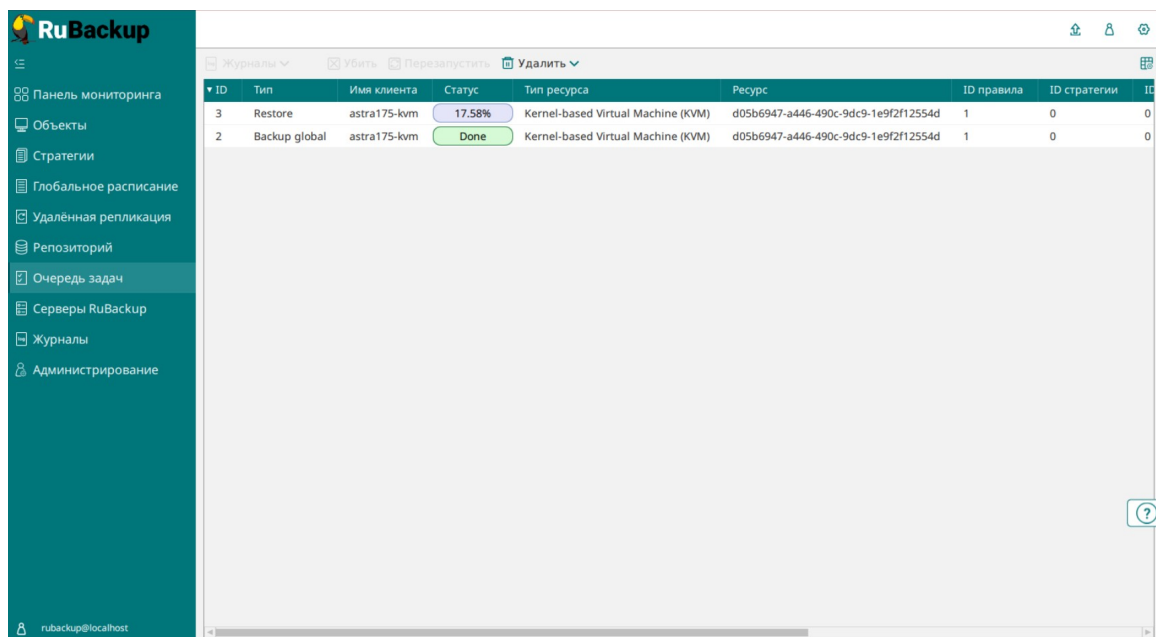 RuBackup
Журналы Убить Перезапустить Удалить
Панель мониторинга
Объекты
Стратегии
Глобальное расписание
Удалённая репликация
Репозиторий
Очередь задач
Серверы RuBackup
Журналы
Администрирование
rubackup@localhost
ID Тип Имя клиента Статус Тип ресурса Ресурс ID правила ID стратегии ID
3 Restore astra175-kvm 17.58% Kernel-based Virtual Machine (KVM) d05b6947-a446-490c-9dc9-1e9f2f12554d 1 0 0
2 Backup global astra175-kvm Done Kernel-based Virtual Machine (KVM) d05b6947-a446-490c-9dc9-1e9f2f12554d 1 0 0
?